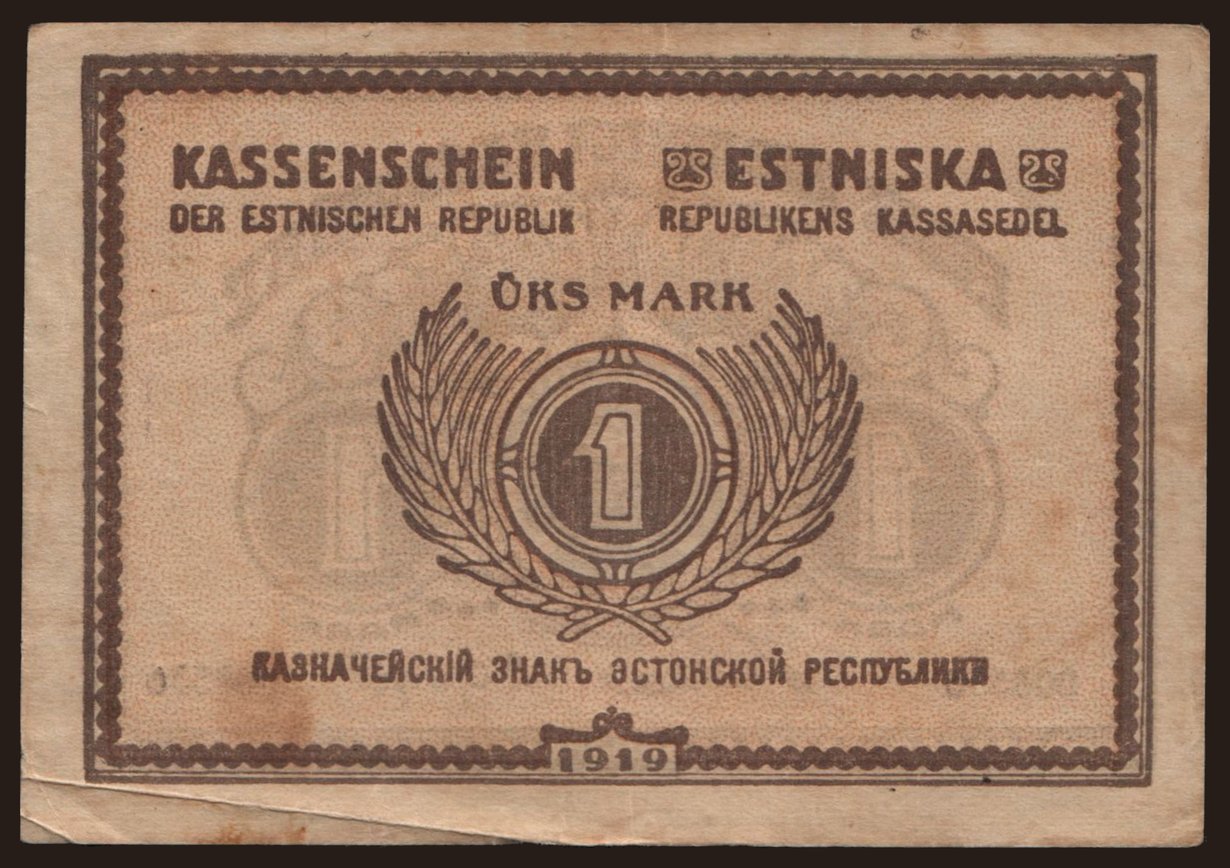 KASSENSCHEIN
DER ESTNISCHEN REPUBLIK
ESTNISKA
REPUBLIKENS KASSASEDEL
ÜKS MARK
1
КАЗНАЧЕЙСКІЙ ЗНАКЪ ЭСТОНСКОЙ РЕСПУБЛИКИ
1919